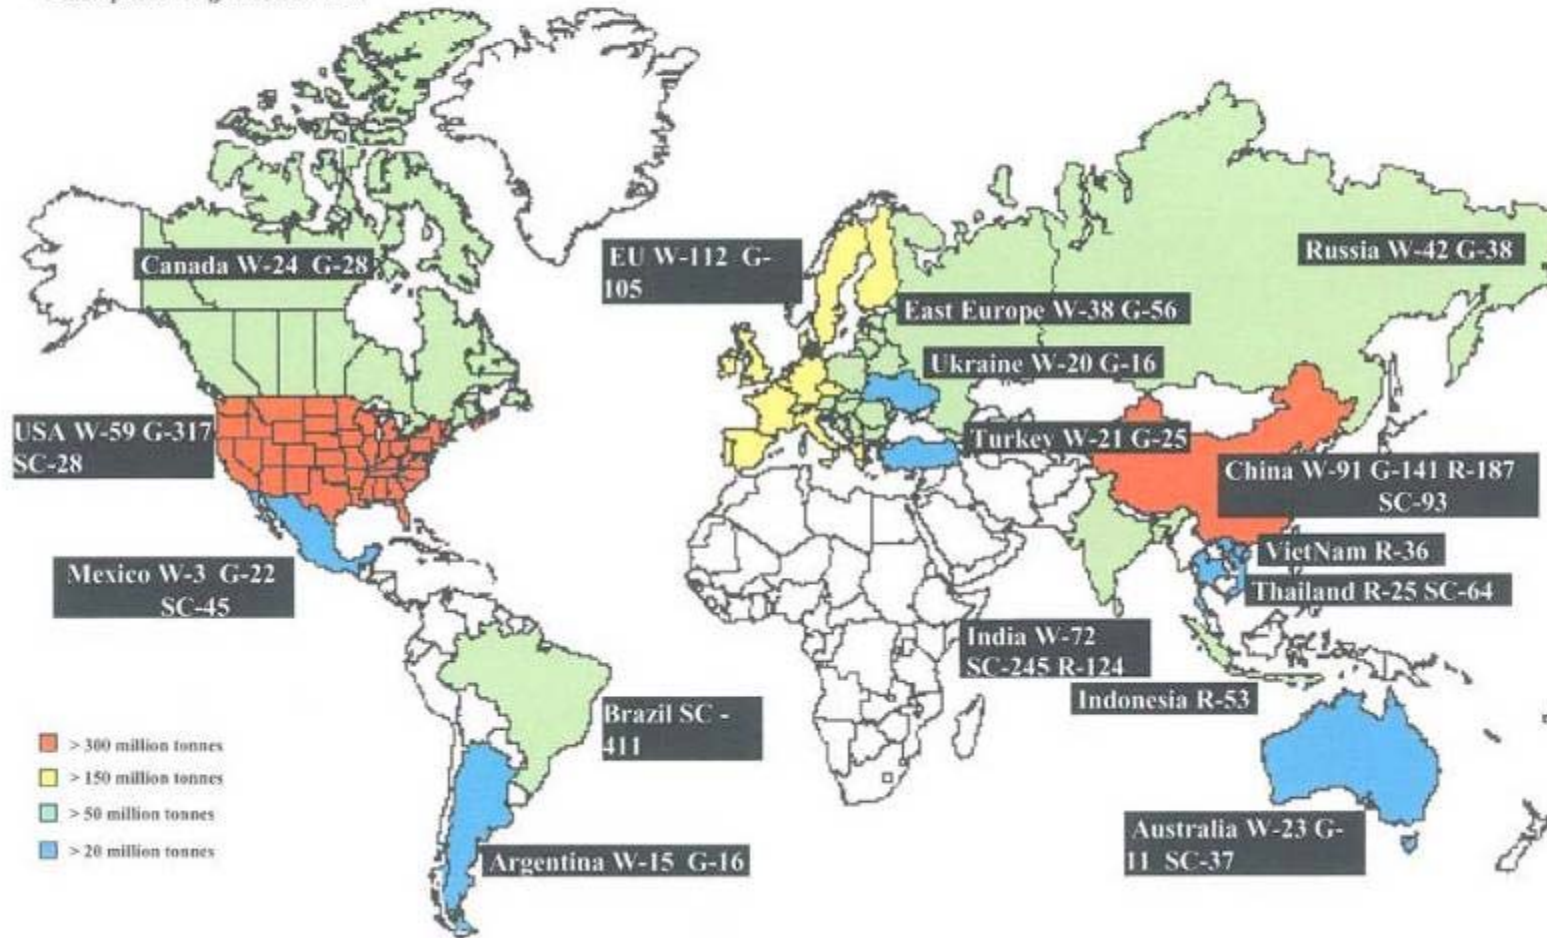 Canada W-24 G-28
EU W-112 G-
105
Russia W-42 G-38
East Europe W-38 G-56
Ukraine W-20 G-16
USA W-59 G-317
SC-28
Turkey W-21 G-25
China W-91 G-141 R-187
SC-93
VietNam R-36
Thailand R-25 SC-64
Mexico W-3 G-22
SC-45
India W-72
SC-245 R-124
Indonesia R-53
Brazil SC -
411
> 300 million tonnes
> 150 million tonnes
> 50 million tonnes
> 20 million tonnes
Australia W-23 G-
11 SC-37
Argentina W-15 G-16